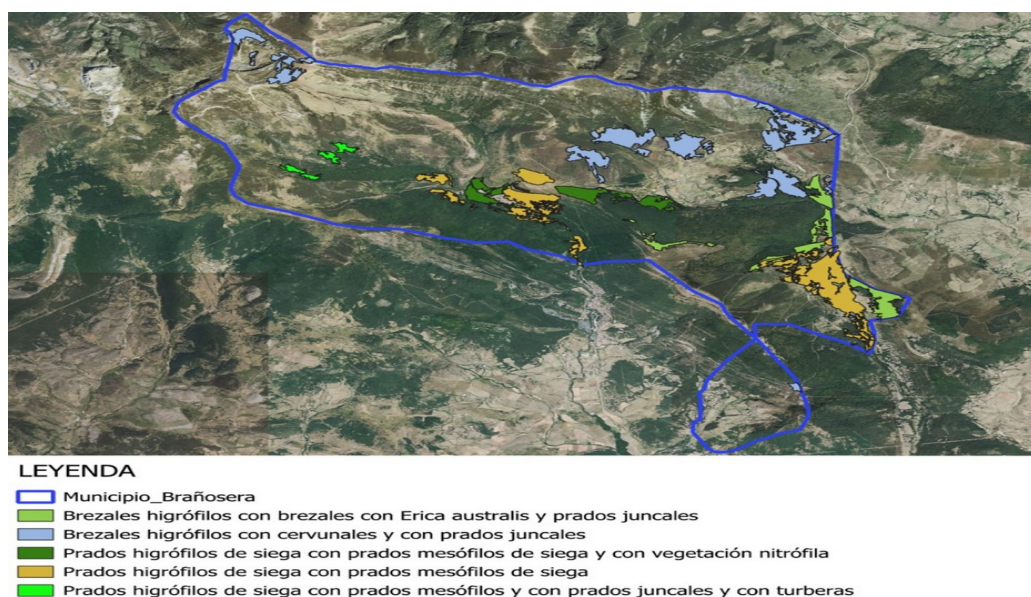 LEYENDA
Municipio_Brañosera
Brezales higrófilos con brezales con Erica australis y prados juncales
Brezales higrófilos con cervunales y con prados juncales
Prados higrófilos de siega con prados mesófilos de siega y con vegetación nitrófila
Prados higrófilos de siega con prados mesófilos de siega
Prados higrófilos de siega con prados mesófilos y con prados juncales y con turberas